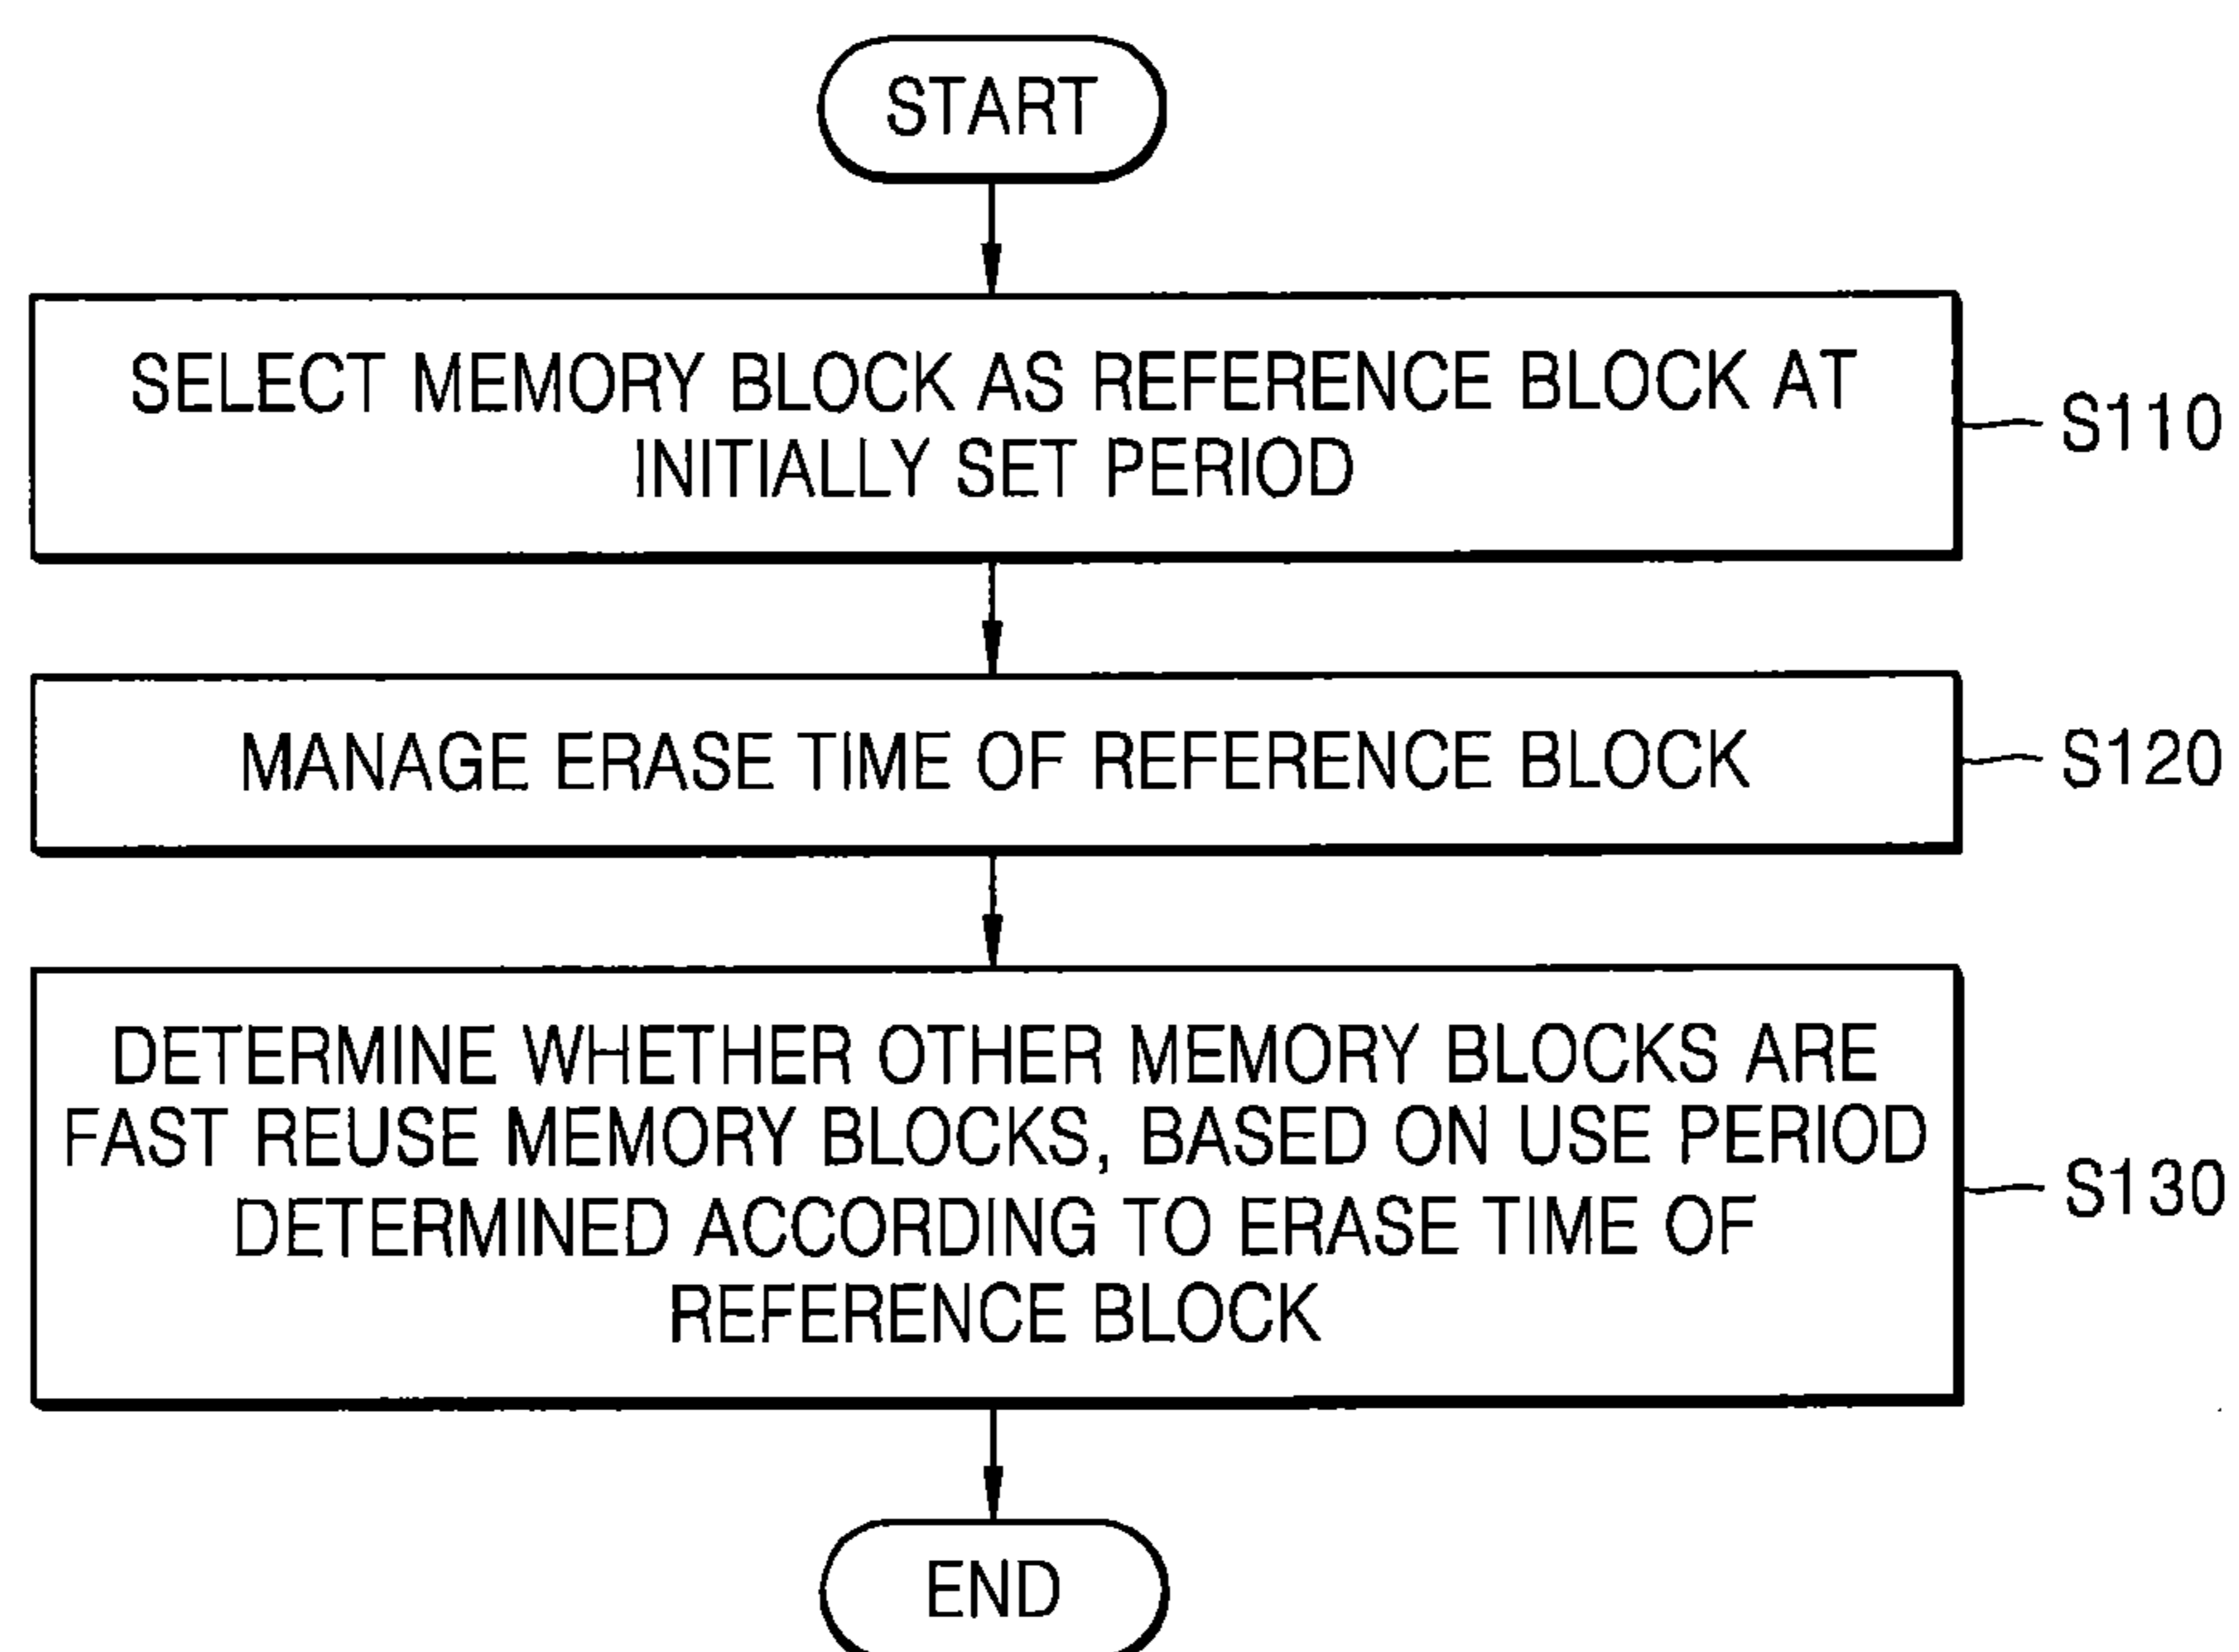 START
SELECT MEMORY BLOCK AS REFERENCE BLOCK AT
INITIALLY SET PERIOD
S110
MANAGE ERASE TIME OF REFERENCE BLOCK
S120
DETERMINE WHETHER OTHER MEMORY BLOCKS ARE
FAST REUSE MEMORY BLOCKS, BASED ON USE PERIOD
DETERMINED ACCORDING TO ERASE TIME OF
REFERENCE BLOCK
S130
END